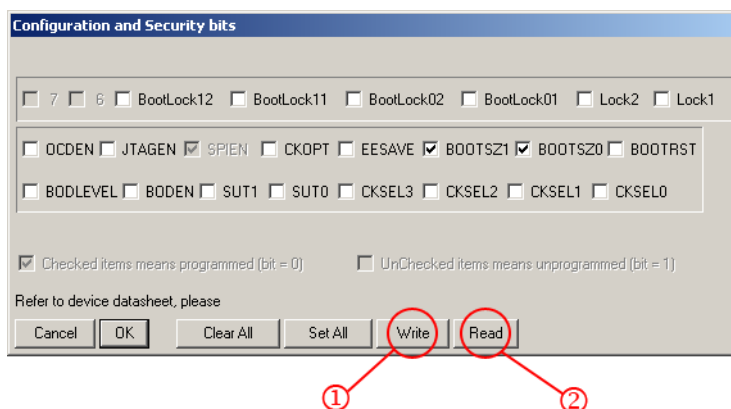 Configuration and Security bits
7 6 BootLock12 BootLock11 BootLock02 BootLock01 Lock2 Lock1
OCDEN JTAGEN SPIEN CKOPT EESAVE BOOTSZ1 BOOTSZ0 BOOTRST
BODLEVEL BODEN SUT1 SUT0 CKSEL3 CKSEL2 CKSEL1 CKSEL0
Checked items means programmed (bit = 0) UnChecked items means unprogrammed (bit = 1)
Refer to device datasheet, please
Cancel OK Clear All Set All Write Read
1 2